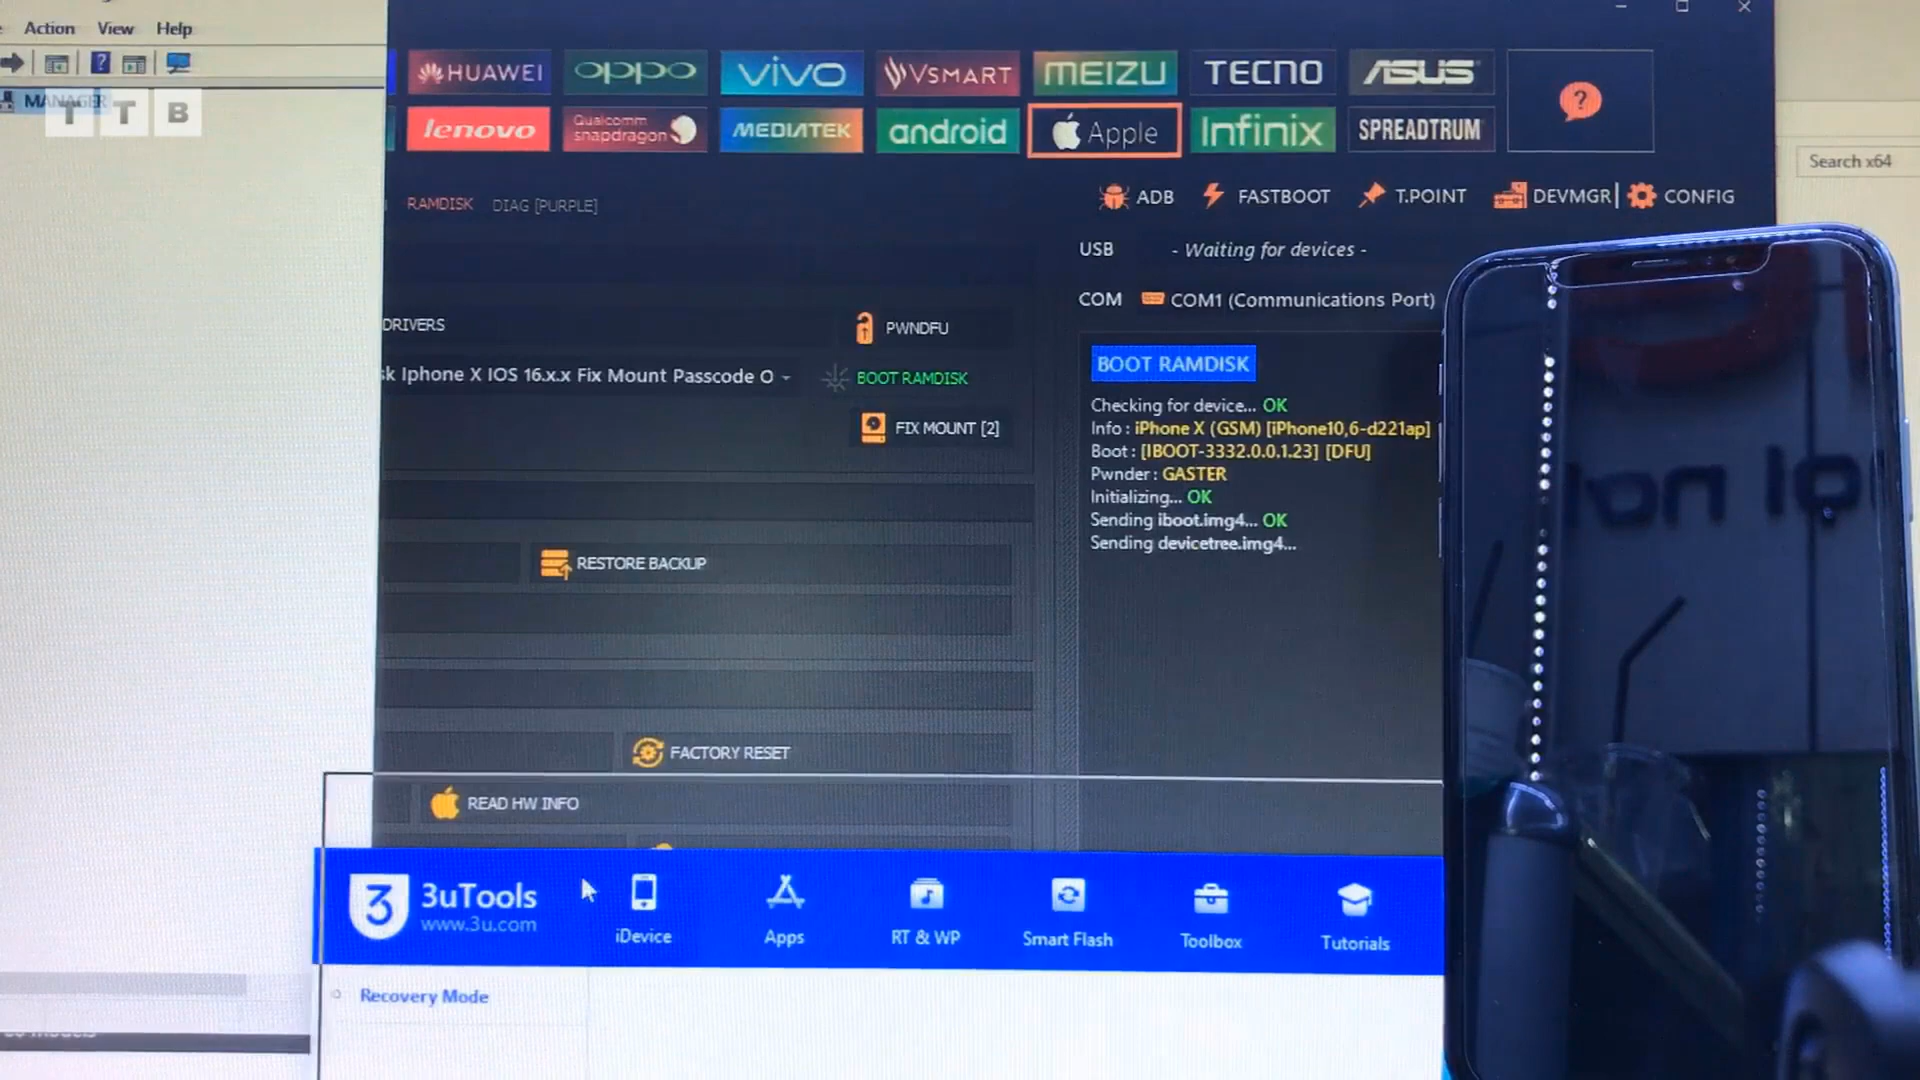 Action View Help
MANAGER
T T B
HUAWEI oppo vivo VSMART MEIZU TECNO ASUS
lenovo Qualcomm snapdragon MEDIATEK android Apple Infinix SPREADTRUM ?
Search x64
RAMDISK DIAG [PURPLE]
ADB FASTBOOT T.POINT DEVMGR CONFIG
USB - Waiting for devices -
COM COM1 (Communications Port)
DRIVERS
PWNDFU
sk Iphone X IOS 16.x.x Fix Mount Passcode O
BOOT RAMDISK
FIX MOUNT [2]
BOOT RAMDISK
Checking for device... OK
Info : iPhone X (GSM) [iPhone10,6-d221ap]
Boot : [IBOOT-3332.0.0.1.23] [DFU]
Pwnder : GASTER
Initializing... OK
Sending iboot.img4... OK
Sending devicetree.img4...
RESTORE BACKUP
FACTORY RESET
READ HW INFO
3 3uTools
www.3u.com
iDevice Apps RT & WP Smart Flash Toolbox Tutorials
Recovery Mode